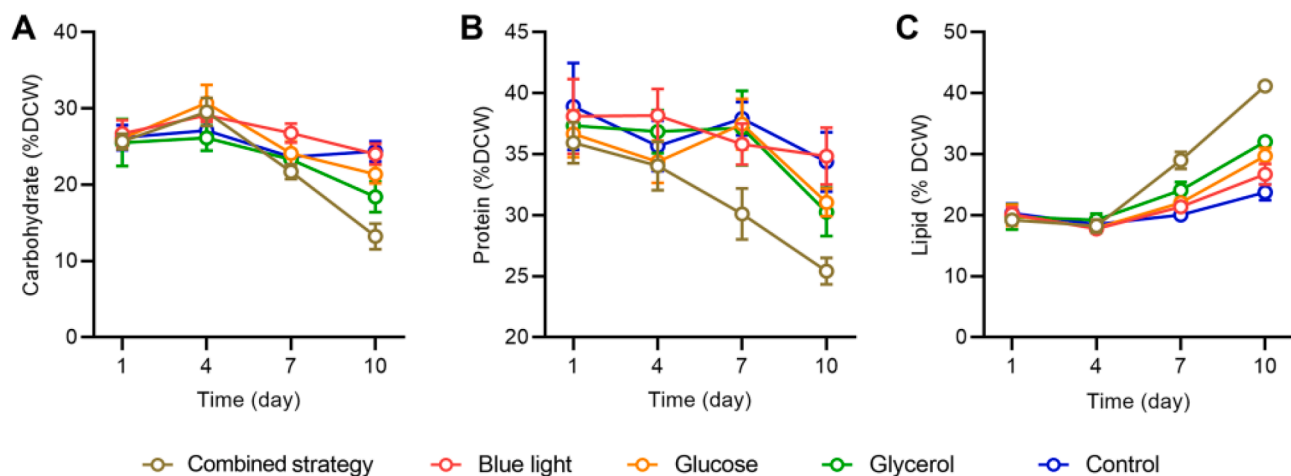 A
B
C
Carbohydrate (%DCW)
40
30
20
10
0
1 4 7 10
Time (day)
Protein (%DCW)
45
40
35
30
25
20
1 4 7 10
Time (day)
Lipid (% DCW)
50
40
30
20
10
0
1 4 7 10
Time (day)
Combined strategy Blue light Glucose Glycerol Control